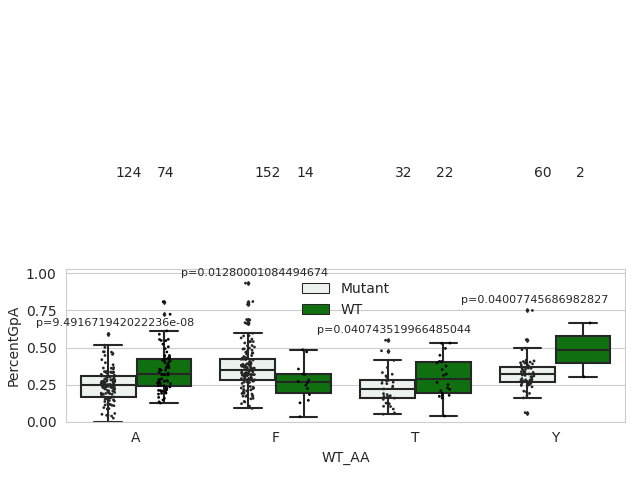 124 74 152 14 32 22 60 2
p=0.01280001084494674
Mutant
WT
p=0.04007745686982827
p=9.491671942022236e-08
p=0.040743519966485044
1.00
0.75
0.50
0.25
0.00
PercentGpA
A F T Y
WT_AA